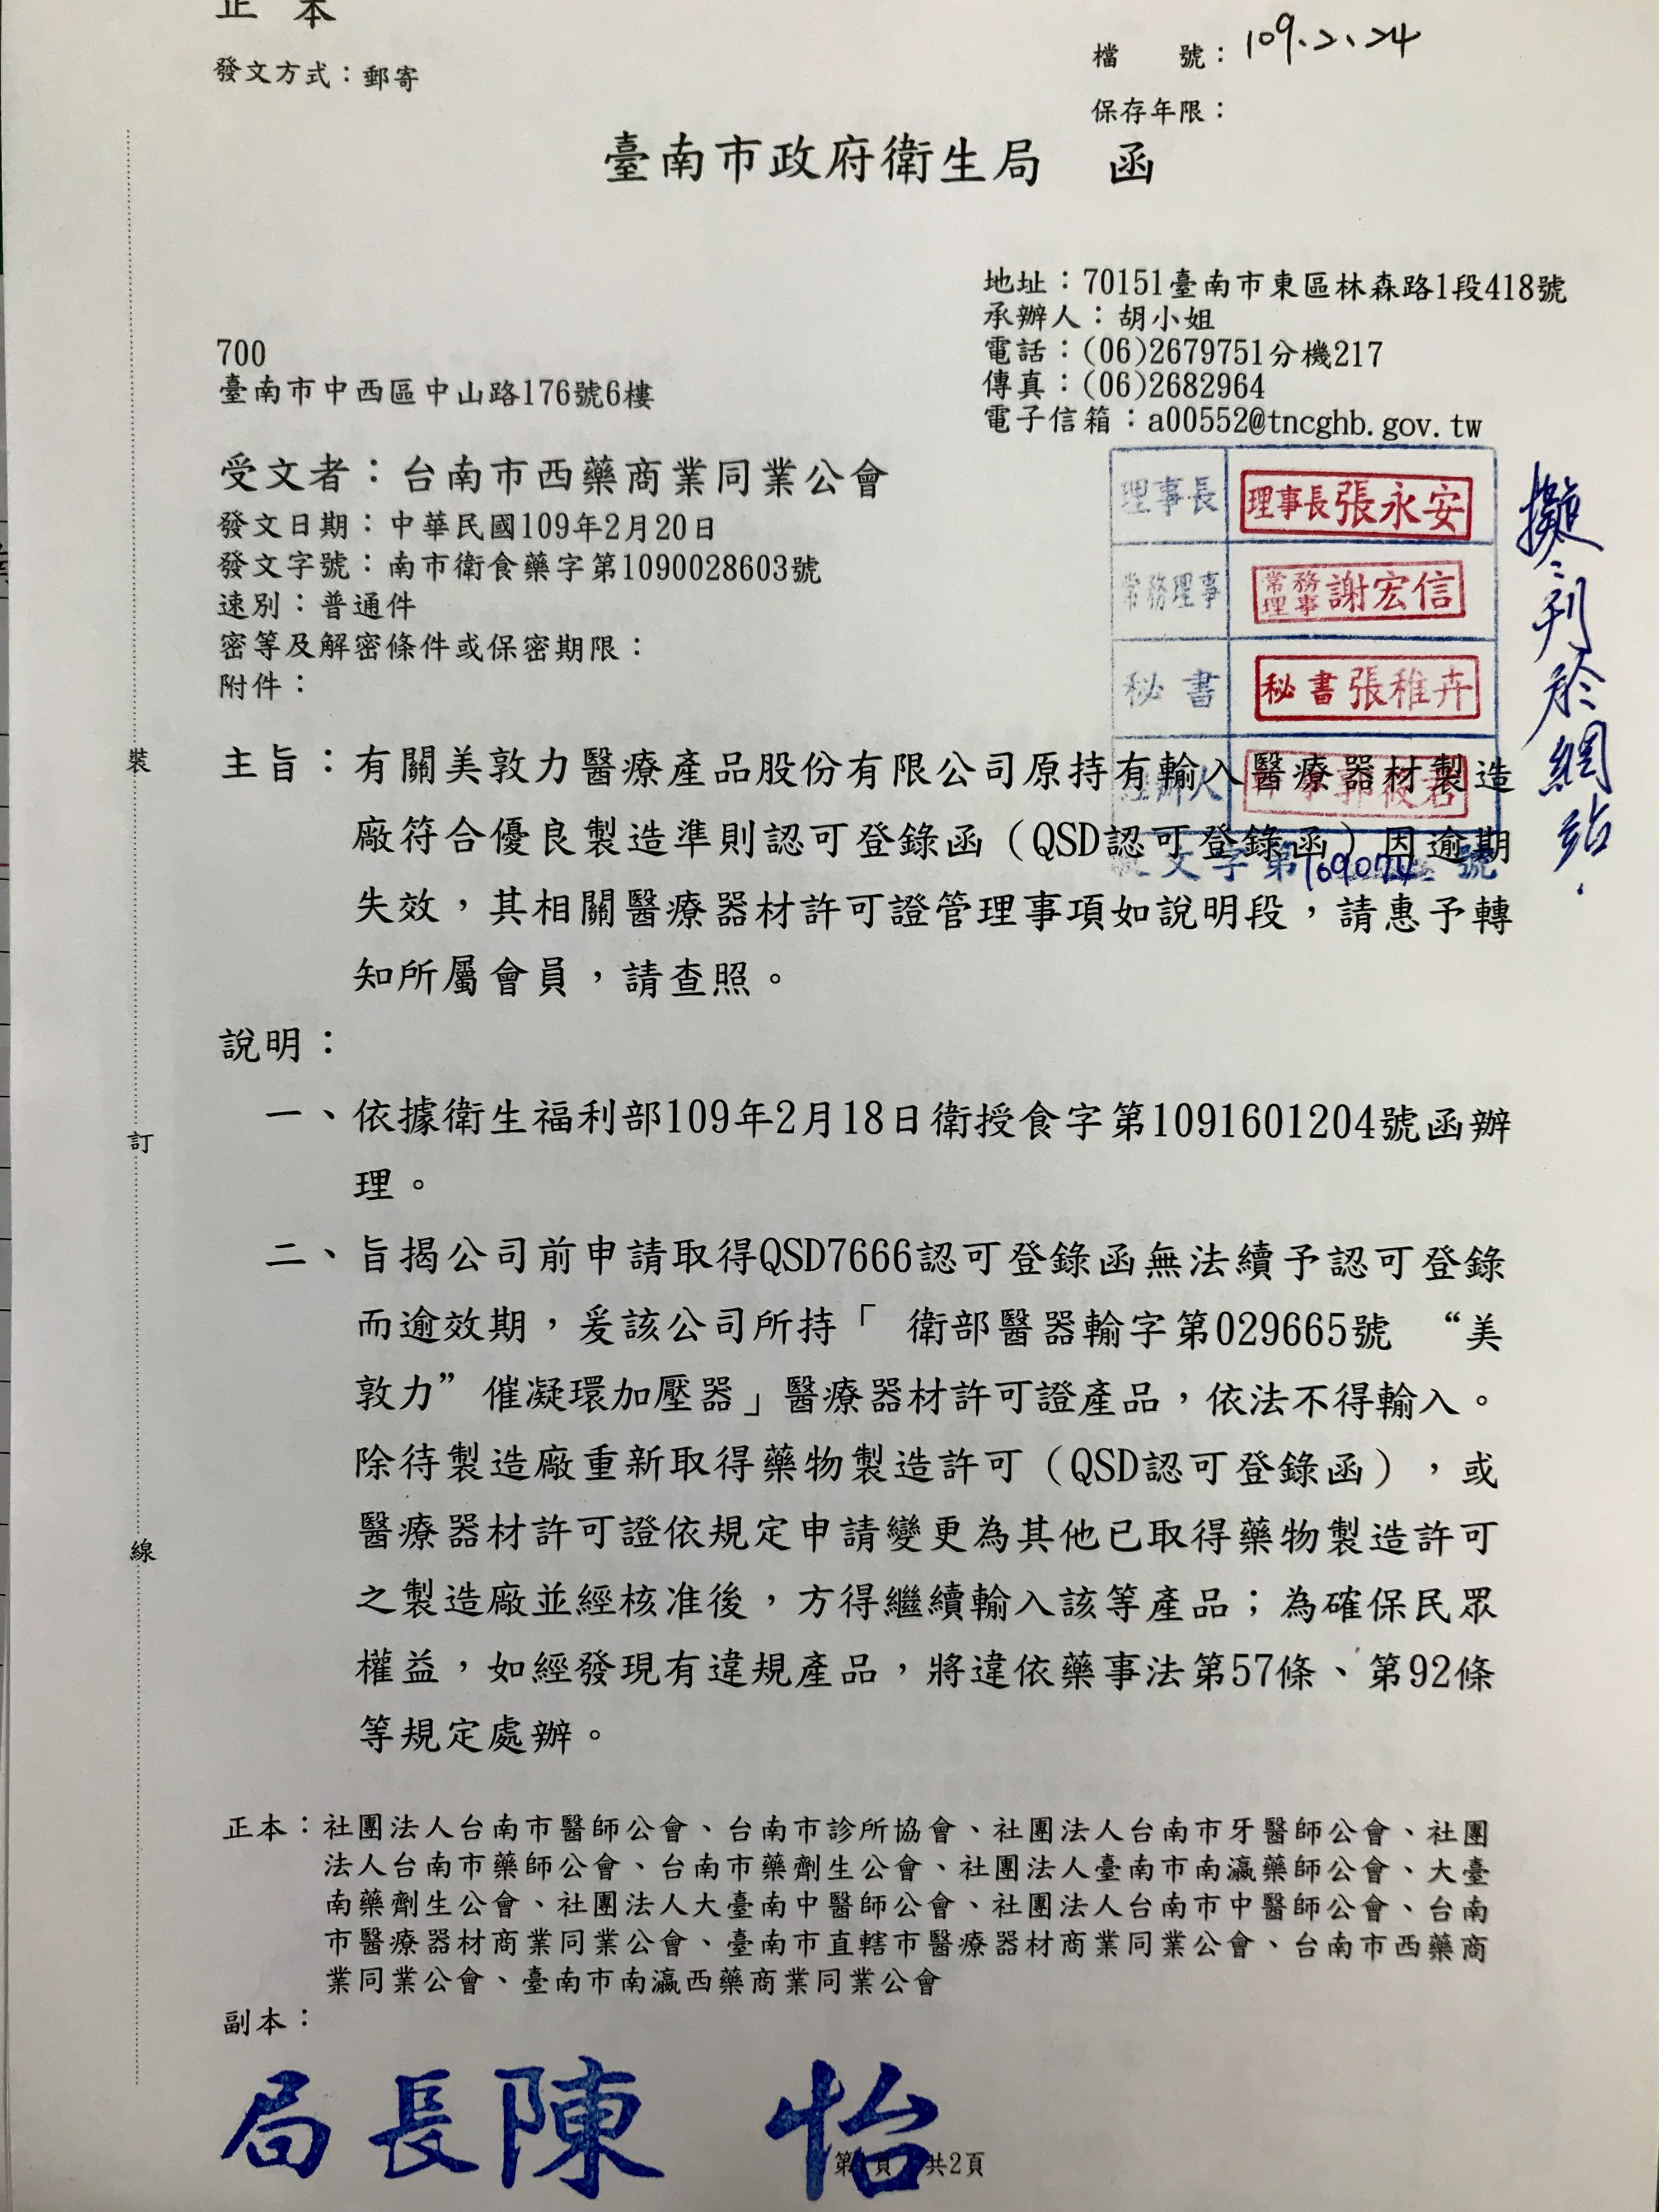 正 本
發文方式：郵寄
檔　　號：109.2.24
保存年限：
臺南市政府衛生局　函
地址：70151臺南市東區林森路1段418號
承辦人：胡小姐
電話：(06)2679751分機217
傳真：(06)2682964
電子信箱：a00552@tncghb.gov.tw
700
臺南市中西區中山路176號6樓
受文者：台南市西藥商業同業公會
發文日期：中華民國109年2月20日
發文字號：南市衛食藥字第1090028603號
速別：普通件
密等及解密條件或保密期限：
附件：
理事長 理事長張永安
常務理事 常務理事謝宏信
秘書 秘書張稚卉
文字第109074號
擬:刊於網站.
主旨：有關美敦力醫療產品股份有限公司原持有輸入醫療器材製造
廠符合優良製造準則認可登錄函（QSD認可登錄函）因逾期
失效，其相關醫療器材許可證管理事項如說明段，請惠予轉
知所屬會員，請查照。
說明：
一、依據衛生福利部109年2月18日衛授食字第1091601204號函辦
理。
二、旨揭公司前申請取得QSD7666認可登錄函無法續予認可登錄
而逾效期，爰該公司所持「 衛部醫器輸字第029665號 “美
敦力”催凝環加壓器」醫療器材許可證產品，依法不得輸入。
除待製造廠重新取得藥物製造許可（QSD認可登錄函），或
醫療器材許可證依規定申請變更為其他已取得藥物製造許可
之製造廠並經核准後，方得繼續輸入該等產品；為確保民眾
權益，如經發現有違規產品，將違依藥事法第57條、第92條
等規定處辦。
正本：社團法人台南市醫師公會、台南市診所協會、社團法人台南市牙醫師公會、社團
法人台南市藥師公會、台南市藥劑生公會、社團法人臺南市南瀛藥師公會、大臺
南藥劑生公會、社團法人大臺南中醫師公會、社團法人台南市中醫師公會、台南
市醫療器材商業同業公會、臺南市直轄市醫療器材商業同業公會、台南市西藥商
業同業公會、臺南市南瀛西藥商業同業公會
副本：
局長陳 怡
第1頁 共2頁
裝
訂
線